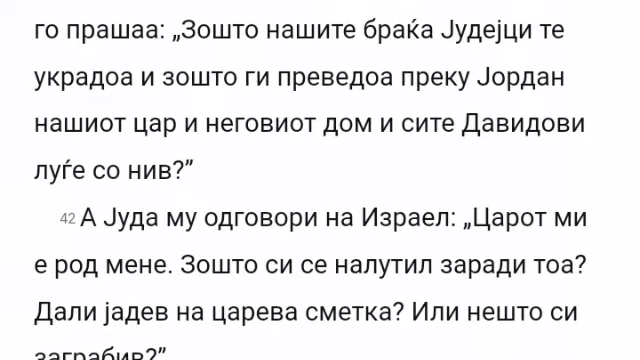 го прашаа: „Зошто нашите браќа Јудејци те
украдоа и зошто ги преведоа преку Јордан
нашиот цар и неговиот дом и сите Давидови
луѓе со нив?”
42 А Јуда му одговори на Израел: „Царот ми
е род мене. Зошто си се налутил заради тоа?
Дали јадев на царева сметка? Или нешто си
заграбив?”